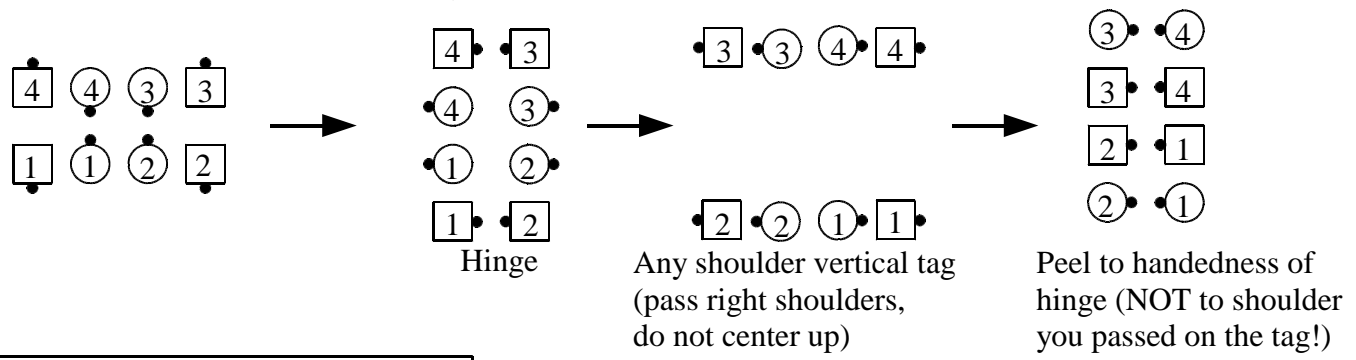 4 3
3 4
4 3
3 3 4 4
4 4 3 3
4 3
3 4
1 1 2 2
1 2
2 1
1 2
2 2 1 1
2 1
Hinge
Any shoulder vertical tag
(pass right shoulders,
do not center up)
Peel to handedness of
hinge (NOT to shoulder
you passed on the tag!)